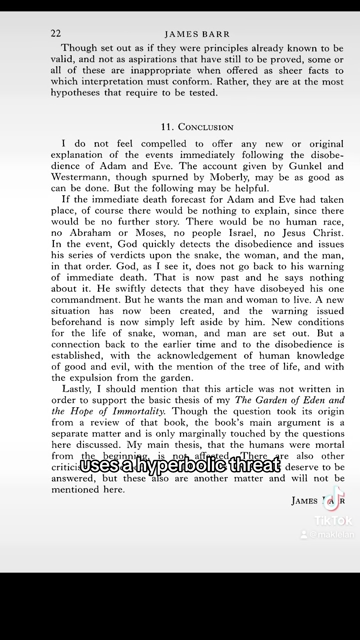 22 JAMES BARR
Though set out as if they were principles already known to be
valid, and not as aspirations that have still to be proved, some or
all of these are inappropriate when offered as sheer facts to
which interpretation must conform. Rather, they are at the most
hypotheses that require to be tested.
11. CONCLUSION
I do not feel compelled to offer any new or original
explanation of the events immediately following the disobe-
dience of Adam and Eve. The account given by Gunkel and
Westermann, though spurned by Moberly, may be as good as
can be done. But the following may be helpful.
If the immediate death forecast for Adam and Eve had taken
place, of course there would be nothing to explain, since there
would be no further story. There would be no human race,
no Abraham or Moses, no people Israel, no Jesus Christ.
In the event, God quickly detects the disobedience and issues
his series of verdicts upon the snake, the woman, and the man,
in that order. God, as I see it, does not go back to his warning
of immediate death. That is now past and he says nothing
about it. He swiftly detects that they have disobeyed his one
commandment. But he wants the man and woman to live. A new
situation has now been created, and the warning issued
beforehand is now simply left aside by him. New conditions
for the life of snake, woman, and man are set out. But a
connection back to the earlier time and to the disobedience is
established, with the acknowledgement of human knowledge
of good and evil, with the mention of the tree of life, and with
the expulsion from the garden.
Lastly, I should mention that this article was not written in
order to support the basic thesis of my The Garden of Eden and
the Hope of Immortality. Though the question took its origin
from a review of that book, the book's main argument is a
separate matter and is only marginally touched by the questions
here discussed. My main thesis, that the humans were mortal
from the beginning, is not affected. There are also other
uses a hyperbolic threat
deserve to be
answered, but these also are another matter and will not be
mentioned here.
JAMES
TikTok